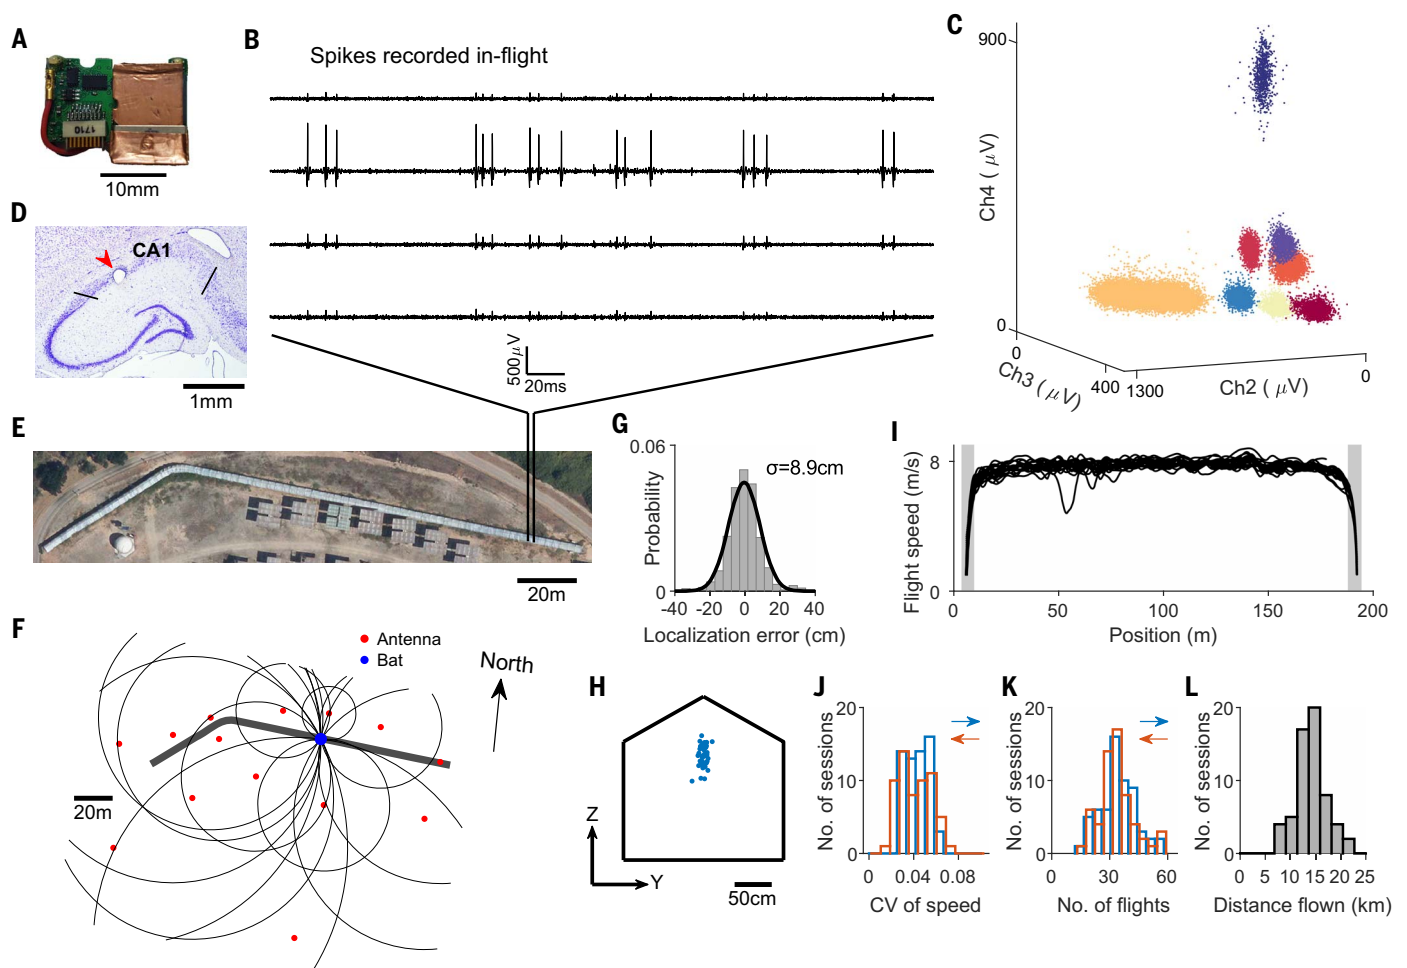 A
10mm
B
Spikes recorded in-flight
500μV
20ms
C
900
Ch4 ( μV)
0
0
Ch3 ( μV)
400
1300
Ch2 ( μV)
0
D
CA1
1mm
E
20m
F
Antenna
Bat
North
20m
G
0.06
Probability
0
σ=8.9cm
-40 -20 0 20 40
Localization error (cm)
H
Z
Y
50cm
I
8
Flight speed (m/s)
0
0 50 100 150 200
Position (m)
J
20
No. of sessions
10
0
0 0.04 0.08
CV of speed
K
20
No. of sessions
10
0
0 30 60
No. of flights
L
20
No. of sessions
10
0
0 5 10 15 20 25
Distance flown (km)